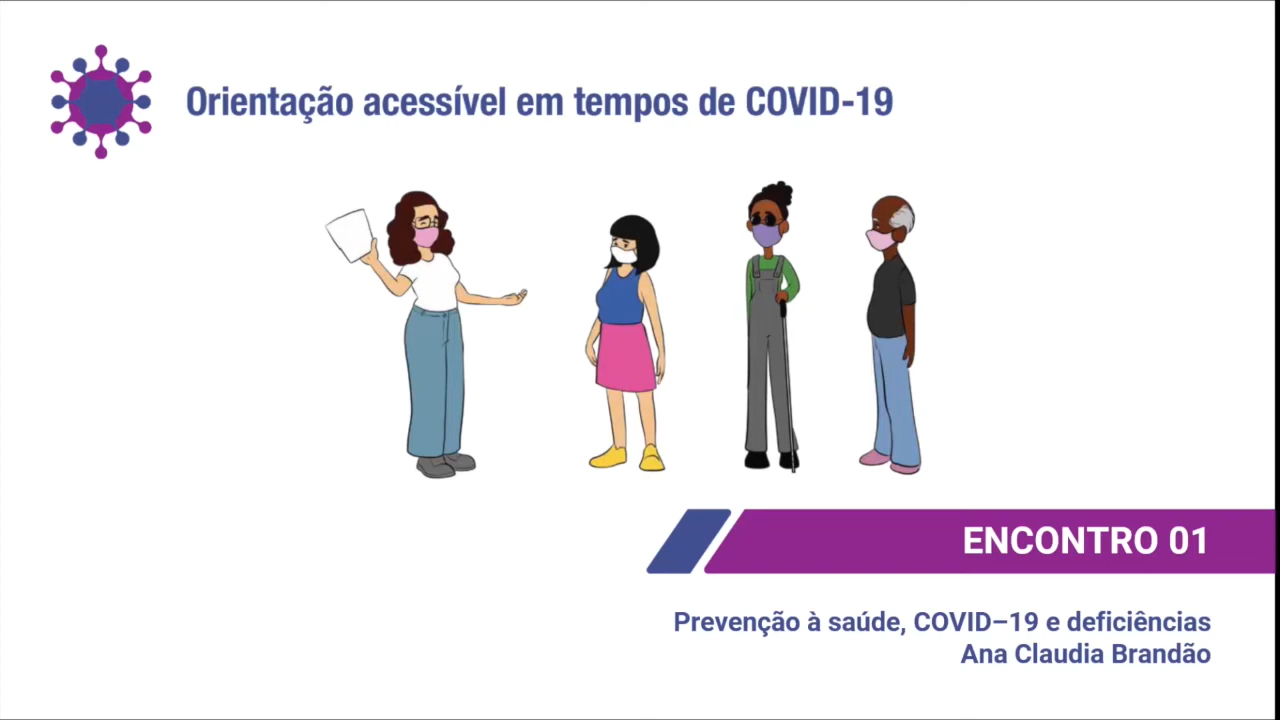 Orientação acessível em tempos de COVID-19
ENCONTRO 01
Prevenção à saúde, COVID–19 e deficiências
Ana Claudia Brandão